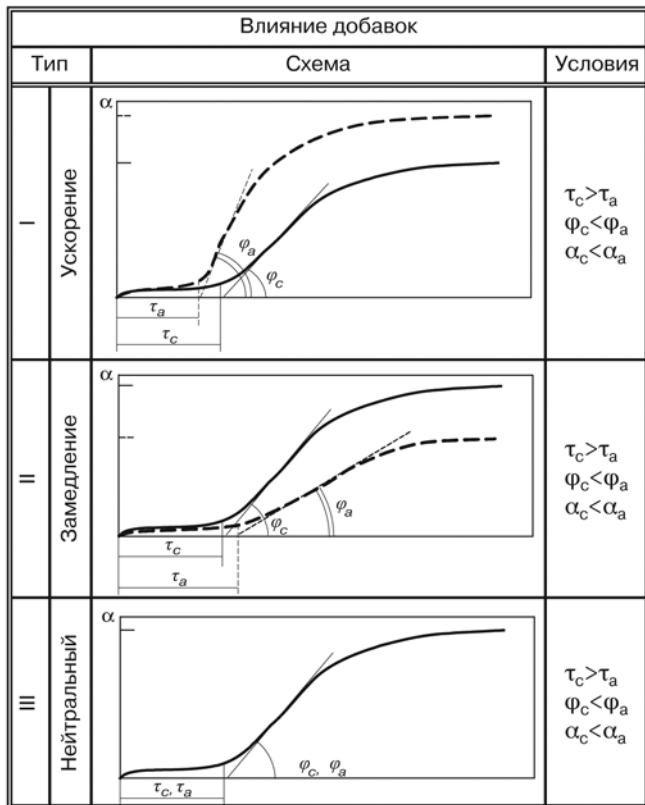 Влияние добавок
Тип Схема Условия
I
Ускорение
α
φa
φc
τa
τc
τc>τa
φc<φa
αc<αa
II
Замедление
α
φc
φa
τc
τa
τc>τa
φc<φa
αc<αa
III
Нейтральный
α
φc, φa
τc, τa
τc>τa
φc<φa
αc<αa